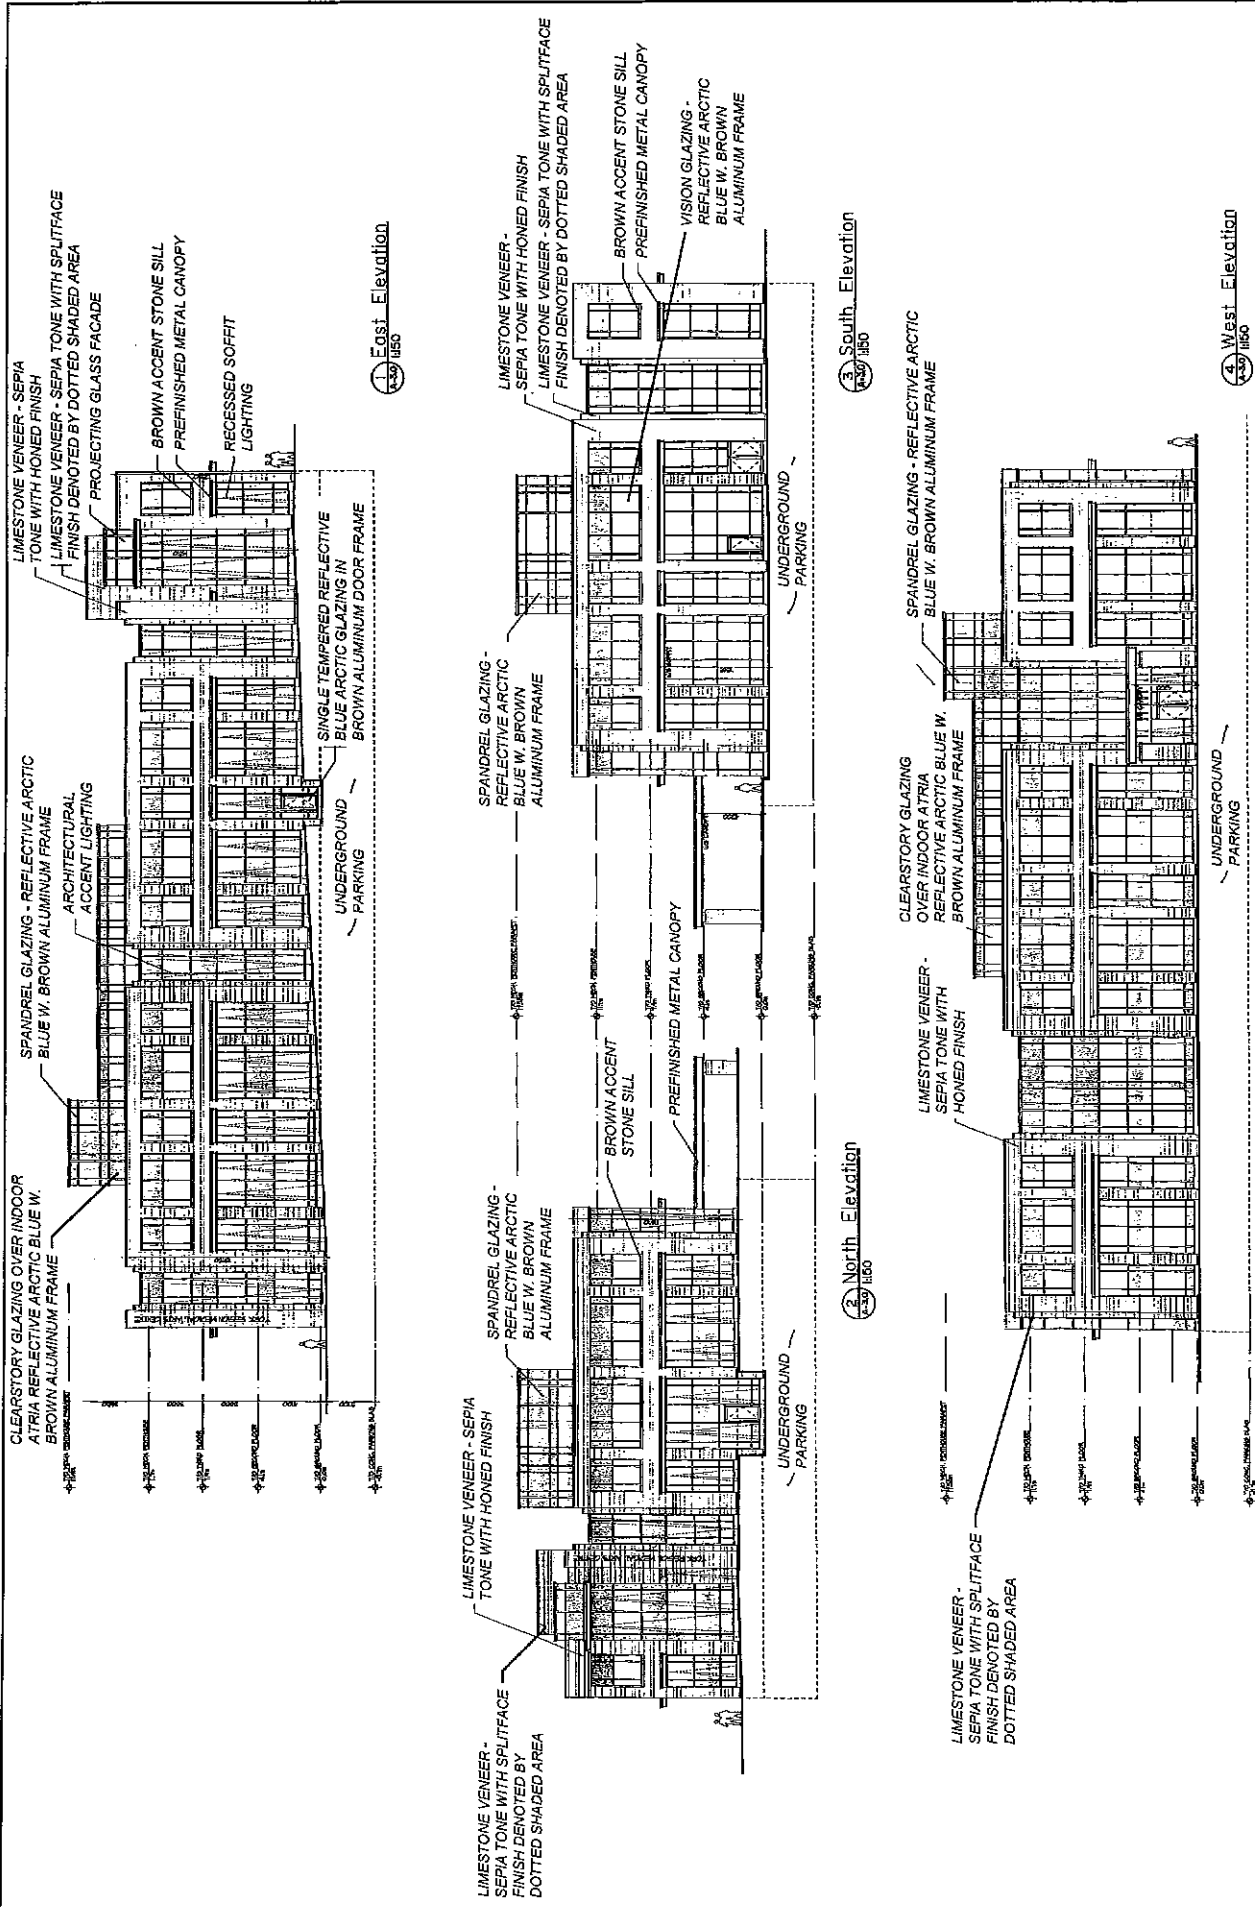 CLEARSTORY GLAZING OVER INDOOR
ATRIA REFLECTIVE ARCTIC BLUE W.
BROWN ALUMINUM FRAME
SPANDREL GLAZING - REFLECTIVE ARCTIC
BLUE W. BROWN ALUMINUM FRAME
ARCHITECTURAL
ACCENT LIGHTING
LIMESTONE VENEER - SEPIA
TONE WITH HONED FINISH
LIMESTONE VENEER - SEPIA TONE WITH SPLITFACE
FINISH DENOTED BY DOTTED SHADED AREA
PROJECTING GLASS FACADE
BROWN ACCENT STONE SILL
PREFINISHED METAL CANOPY
RECESSED SOFFIT
LIGHTING
SINGLE TEMPERED REFLECTIVE
BLUE ARCTIC GLAZING IN
BROWN ALUMINUM DOOR FRAME
UNDERGROUND
PARKING
1
A-3.0
East Elevation
1:150
LIMESTONE VENEER -
SEPIA TONE WITH SPLITFACE
FINISH DENOTED BY
DOTTED SHADED AREA
LIMESTONE VENEER - SEPIA
TONE WITH HONED FINISH
SPANDREL GLAZING -
REFLECTIVE ARCTIC
BLUE W. BROWN
ALUMINUM FRAME
BROWN ACCENT
STONE SILL
PREFINISHED METAL CANOPY
UNDERGROUND
PARKING
2
A-3.0
North Elevation
1:150
SPANDREL GLAZING -
REFLECTIVE ARCTIC
BLUE W. BROWN
ALUMINUM FRAME
LIMESTONE VENEER -
SEPIA TONE WITH HONED FINISH
LIMESTONE VENEER - SEPIA TONE WITH SPLITFACE
FINISH DENOTED BY DOTTED SHADED AREA
BROWN ACCENT STONE SILL
PREFINISHED METAL CANOPY
VISION GLAZING -
REFLECTIVE ARCTIC
BLUE W. BROWN
ALUMINUM FRAME
UNDERGROUND
PARKING
3
A-3.0
South Elevation
1:150
LIMESTONE VENEER -
SEPIA TONE WITH SPLITFACE
FINISH DENOTED BY
DOTTED SHADED AREA
LIMESTONE VENEER -
SEPIA TONE WITH
HONED FINISH
CLEARSTORY GLAZING
OVER INDOOR ATRIA
REFLECTIVE ARCTIC BLUE W.
BROWN ALUMINUM FRAME
SPANDREL GLAZING - REFLECTIVE ARCTIC
BLUE W. BROWN ALUMINUM FRAME
UNDERGROUND
PARKING
4
A-3.0
West Elevation
1:150